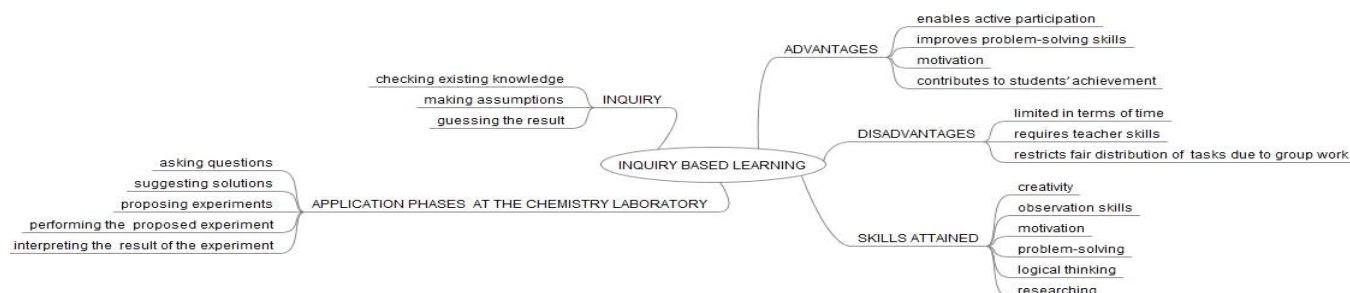 INQUIRY BASED LEARNING
INQUIRY
checking existing knowledge
making assumptions
guessing the result
APPLICATION PHASES AT THE CHEMISTRY LABORATORY
asking questions
suggesting solutions
proposing experiments
performing the proposed experiment
interpreting the result of the experiment
ADVANTAGES
enables active participation
improves problem-solving skills
motivation
contributes to students' achievement
DISADVANTAGES
limited in terms of time
requires teacher skills
restricts fair distribution of tasks due to group work
SKILLS ATTAINED
creativity
observation skills
motivation
problem-solving
logical thinking
researching